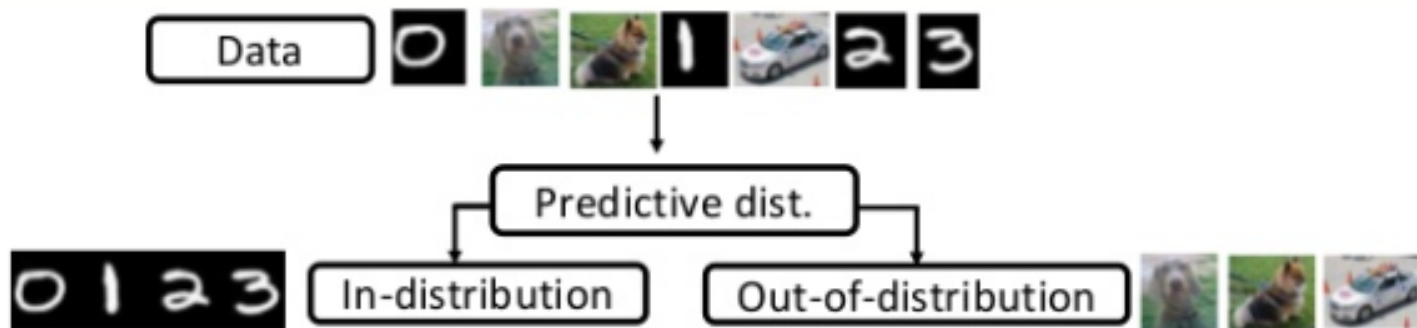 Data 0 1 2 3
Predictive dist.
0 1 2 3 In-distribution Out-of-distribution